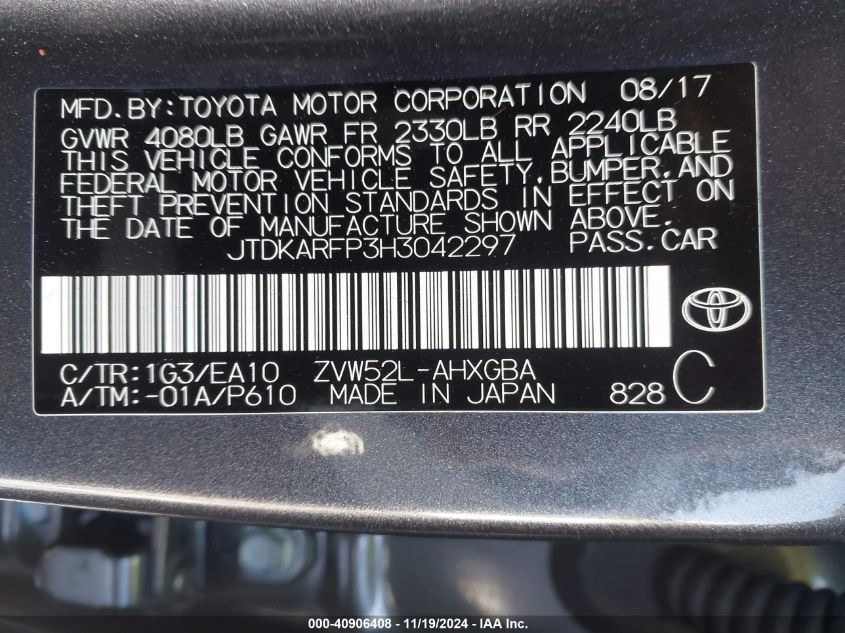 MFD.BY:TOYOTA MOTOR CORPORATION 08/17
GVWR 4080LB GAWR FR 2330LB RR 2240LB
THIS VEHICLE CONFORMS TO ALL APPLICABLE
FEDERAL MOTOR VEHICLE SAFETY,BUMPER,AND
THEFT PREVENTION STANDARDS IN EFFECT ON
THE DATE OF MANUFACTURE SHOWN ABOVE.
JTDKARFP3H3042297 PASS.CAR
C/TR:1G3/EA10 ZVW52L-AHXGBA
A/TM:-01A/P610 MADE IN JAPAN 828 C
000-40906408 - 11/19/2024 - IAA Inc.